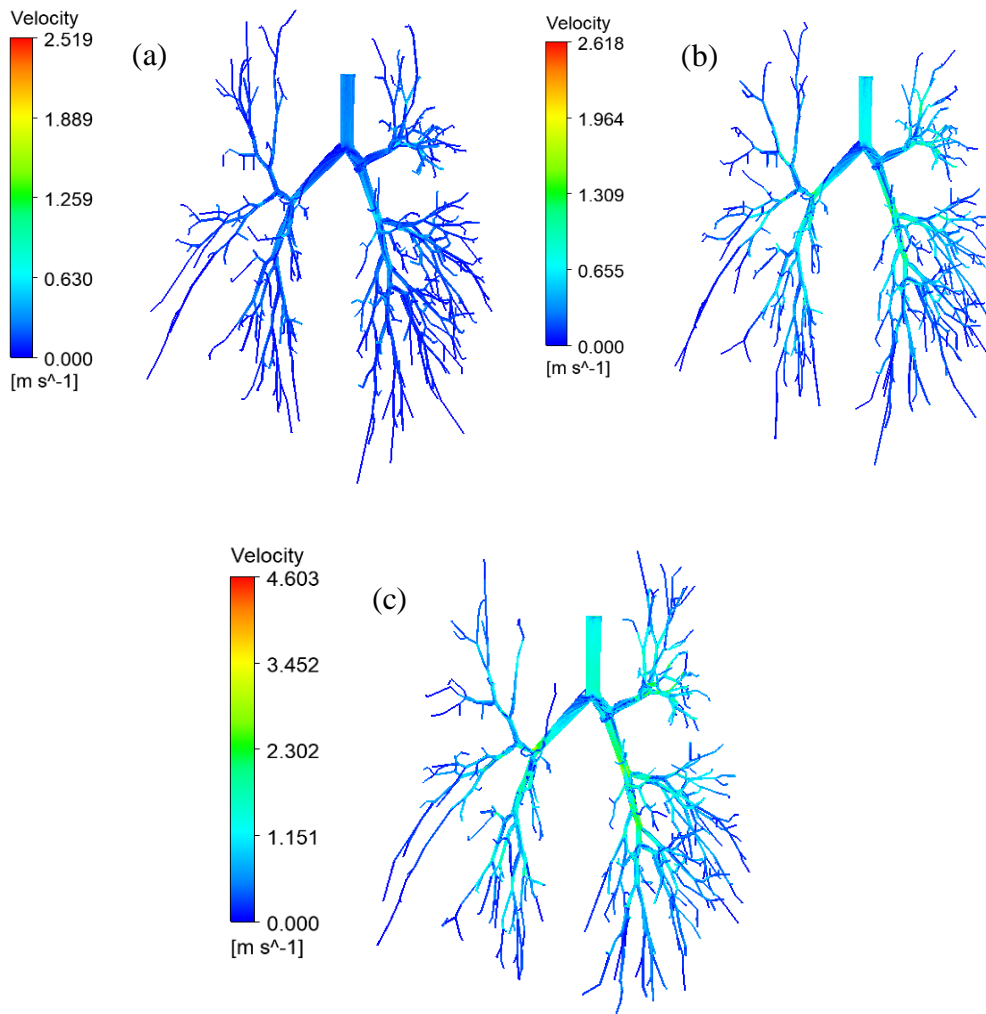 Velocity
2.519
1.889
1.259
0.630
0.000
[m s^-1]
(a)
Velocity
2.618
1.964
1.309
0.655
0.000
[m s^-1]
(b)
Velocity
4.603
3.452
2.302
1.151
0.000
[m s^-1]
(c)